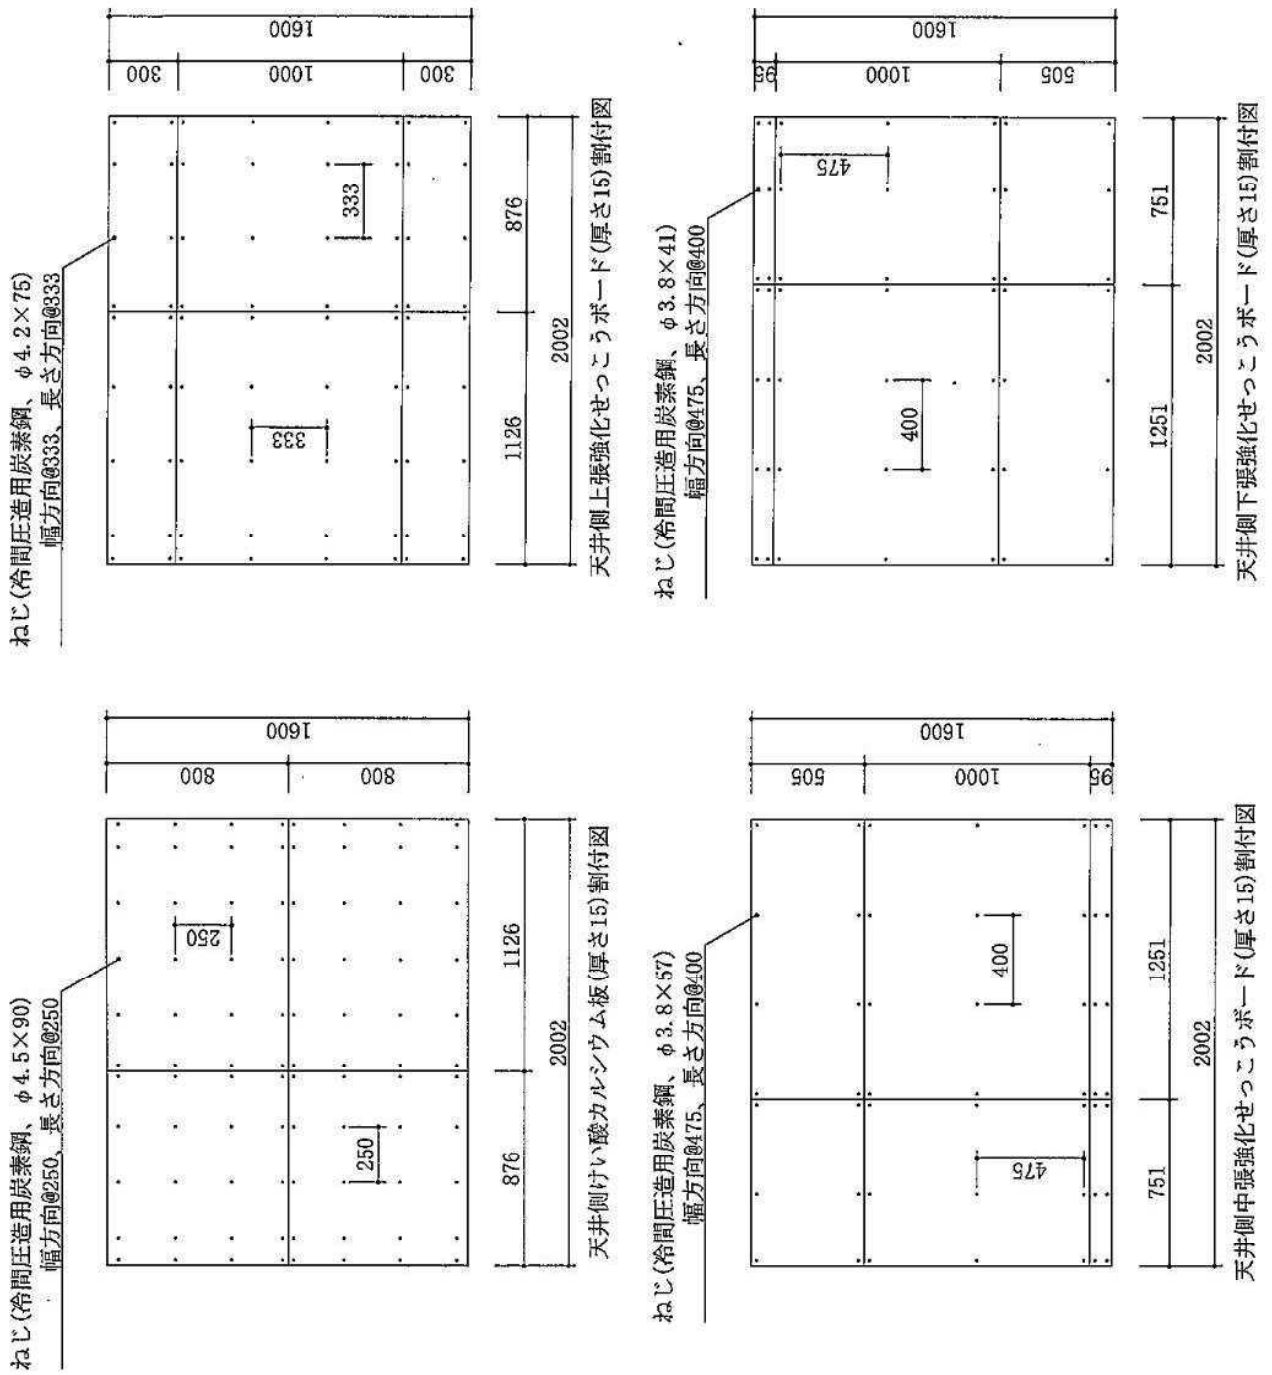 ねじ(冷間圧造用炭素鋼、φ4.2×75)
幅方向@333、長さ方向@333
300
1000
300
1600
333
333
1126
876
2002
天井側上張強化せっこうボード(厚さ15)割付図
ねじ(冷間圧造用炭素鋼、φ3.8×41)
幅方向@475、長さ方向@400
95
1000
505
1600
475
400
1251
751
2002
天井側下張強化せっこうボード(厚さ15)割付図
ねじ(冷間圧造用炭素鋼、φ4.5×90)
幅方向@250、長さ方向@250
800
800
1600
250
250
876
1126
2002
天井側けい酸カルシウム板(厚さ15)割付図
ねじ(冷間圧造用炭素鋼、φ3.8×57)
幅方向@475、長さ方向@400
505
1000
95
1600
400
475
751
1251
2002
天井側中張強化せっこうボード(厚さ15)割付図